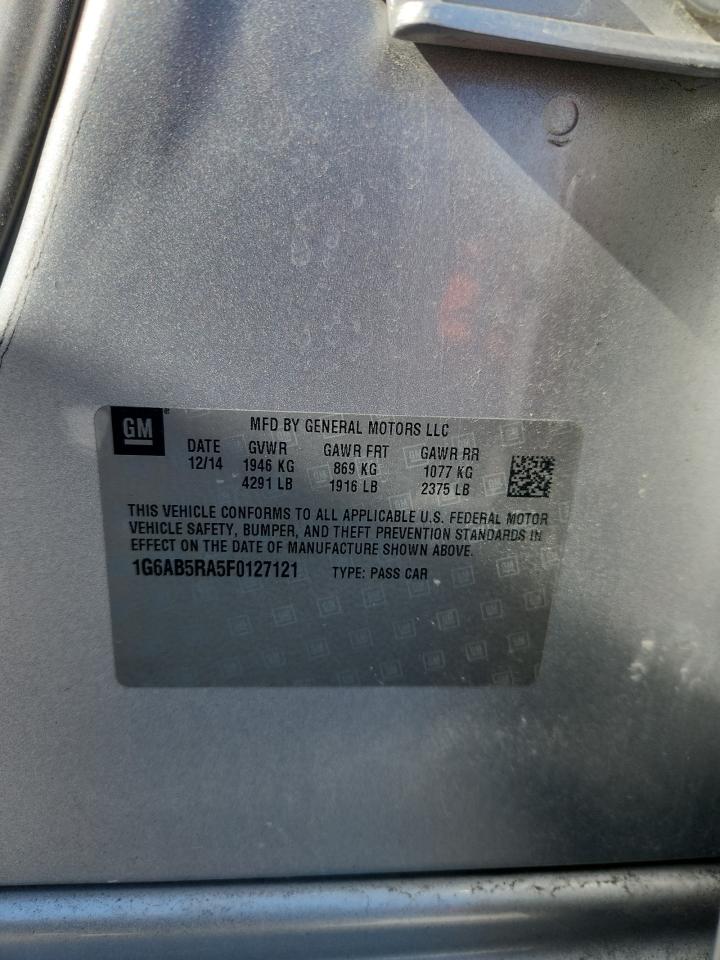 GM
MFD BY GENERAL MOTORS LLC
DATE GVWR GAWR FRT GAWR RR
12/14 1946 KG 869 KG 1077 KG
4291 LB 1916 LB 2375 LB
THIS VEHICLE CONFORMS TO ALL APPLICABLE U.S. FEDERAL MOTOR
VEHICLE SAFETY, BUMPER, AND THEFT PREVENTION STANDARDS IN
EFFECT ON THE DATE OF MANUFACTURE SHOWN ABOVE.
1G6AB5RA5F0127121 TYPE: PASS CAR